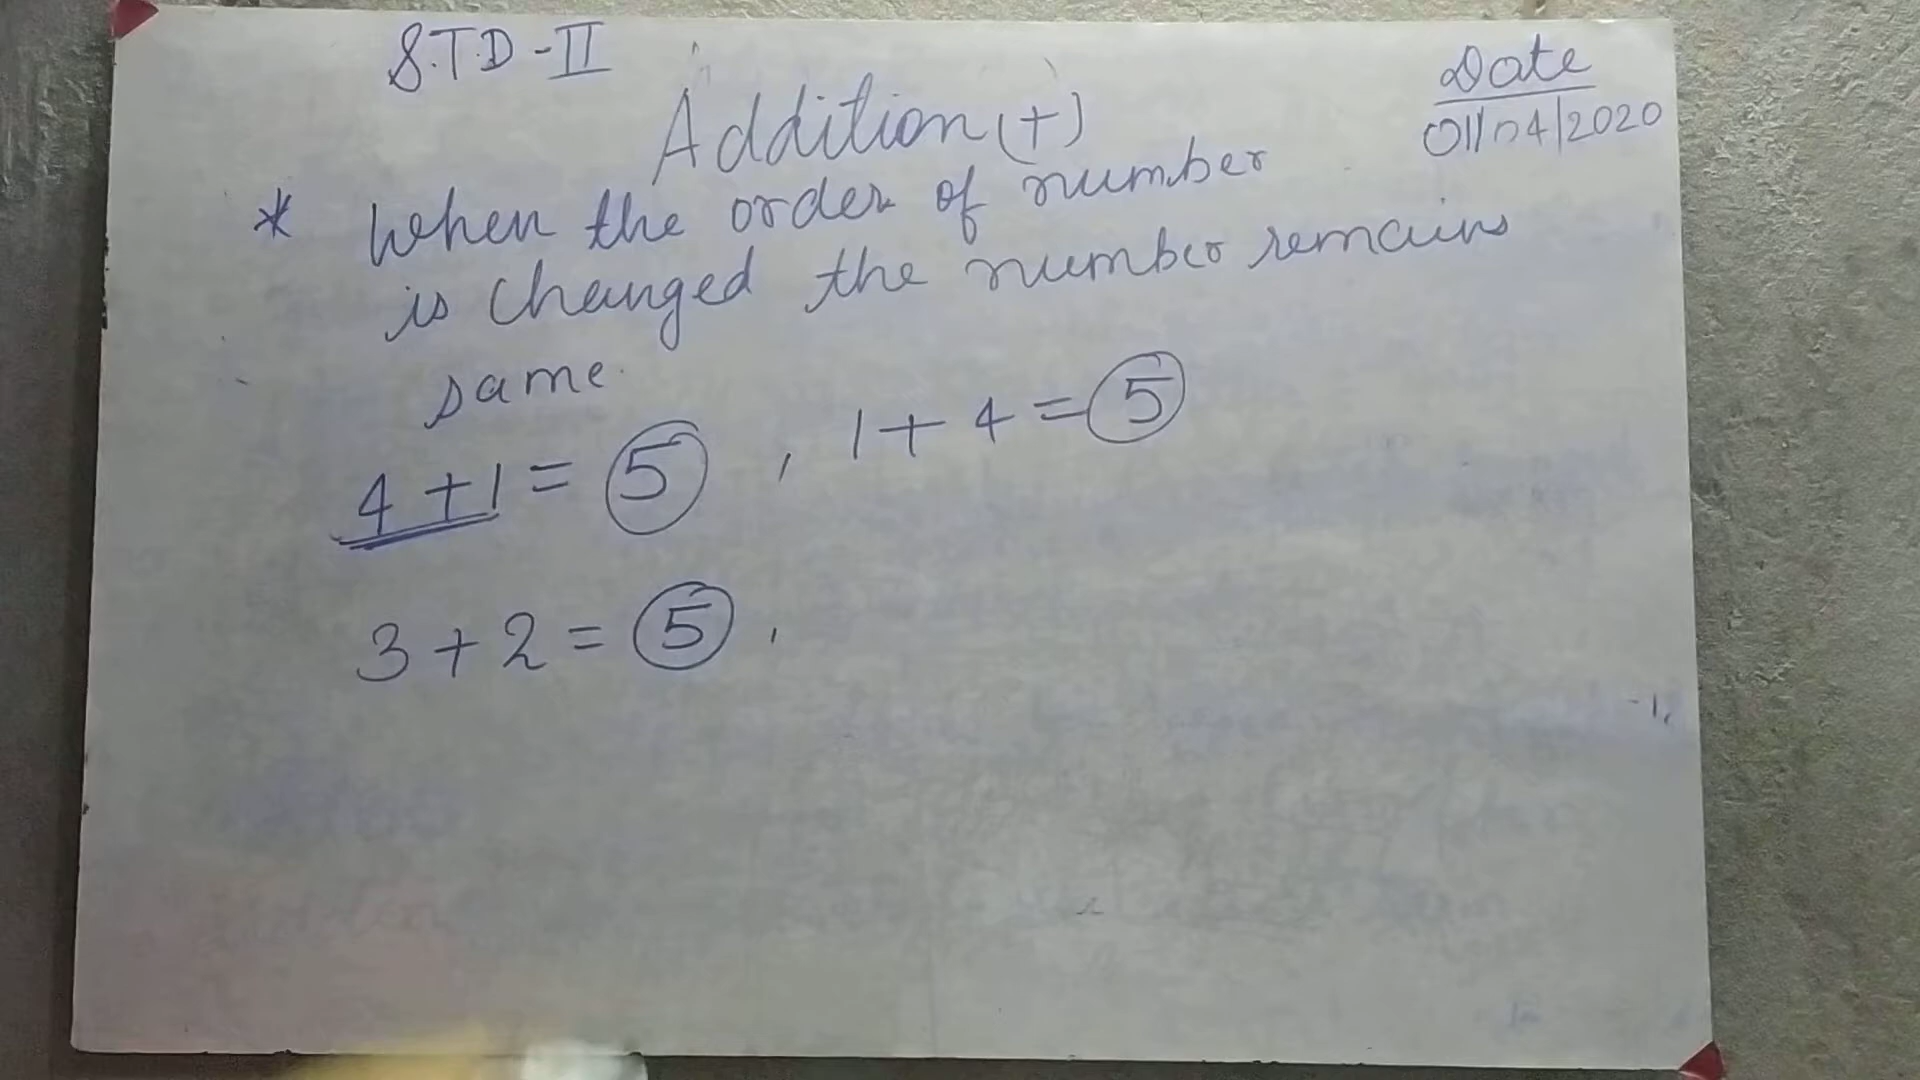 S.T.D-II
Date
01/04/2020
Addition (+)
* When the order of number
is changed the number remains
same.
4+1 = 5 , 1+4 = 5
3+2 = 5 ,